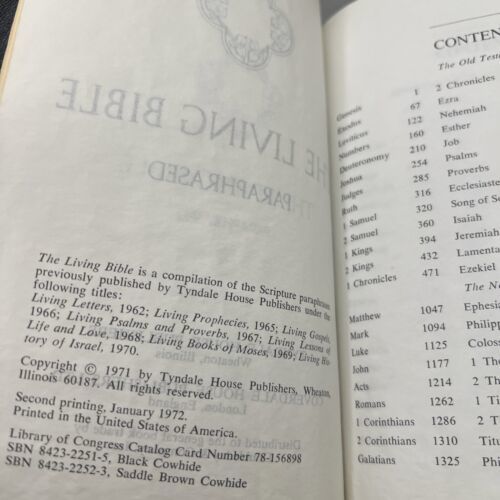 THE LIVING BIBLE
PARAPHRASED
The Living Bible is a compilation of the Scripture paraphrases
previously published by Tyndale House Publishers under the
following titles:
Living Letters, 1962; Living Prophecies, 1965; Living Gospels,
1966; Living Psalms and Proverbs, 1967; Living Lessons of
Life and Love, 1968; Living Books of Moses, 1969; Living His-
tory of Israel, 1970.
Copyright © 1971 by Tyndale House Publishers, Wheaton,
Illinois 60187. All rights reserved.
Second printing, January 1972.
Printed in the United States of America.
Library of Congress Catalog Card Number 78-156898
SBN 8423-2251-5, Black Cowhide
SBN 8423-2252-3, Saddle Brown Cowhide
CONTEN
The Old Testa
Genesis 1
Exodus 67
Leviticus 122
Numbers 160
Deuteronomy 210
Joshua 254
Judges 285
Ruth 316
1 Samuel 320
2 Samuel 360
1 Kings 394
2 Kings 432
1 Chronicles 471
2 Chronicles
Ezra
Nehemiah
Esther
Job
Psalms
Proverbs
Ecclesiaste
Song of So
Isaiah
Jeremiah
Lamenta
Ezekiel
The Ne
Matthew 1047
Mark 1094
Luke 1125
John 1177
Acts 1214
Romans 1262
1 Corinthians 1286
2 Corinthians 1310
Galatians 1325
Ephesia
Philip
Coloss
1 The
2 Th
1 Ti
2 Ti
Titu
Phi